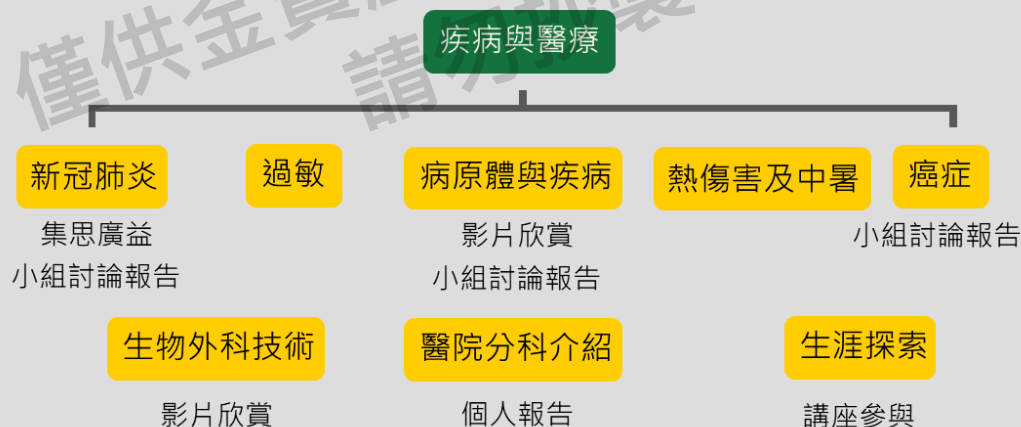 疾病與醫療
新冠肺炎
過敏
病原體與疾病
熱傷害及中暑
癌症
集思廣益
小組討論報告
影片欣賞
小組討論報告
小組討論報告
生物外科技術
醫院分科介紹
生涯探索
影片欣賞
個人報告
講座參與